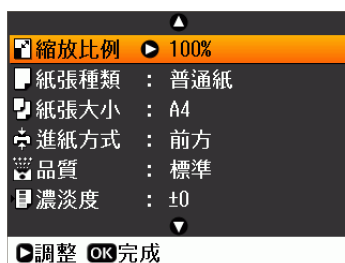 縮放比例 100%
紙張種類 : 普通紙
紙張大小 : A4
進紙方式 : 前方
品質 : 標準
濃淡度 : ±0
調整 OK完成